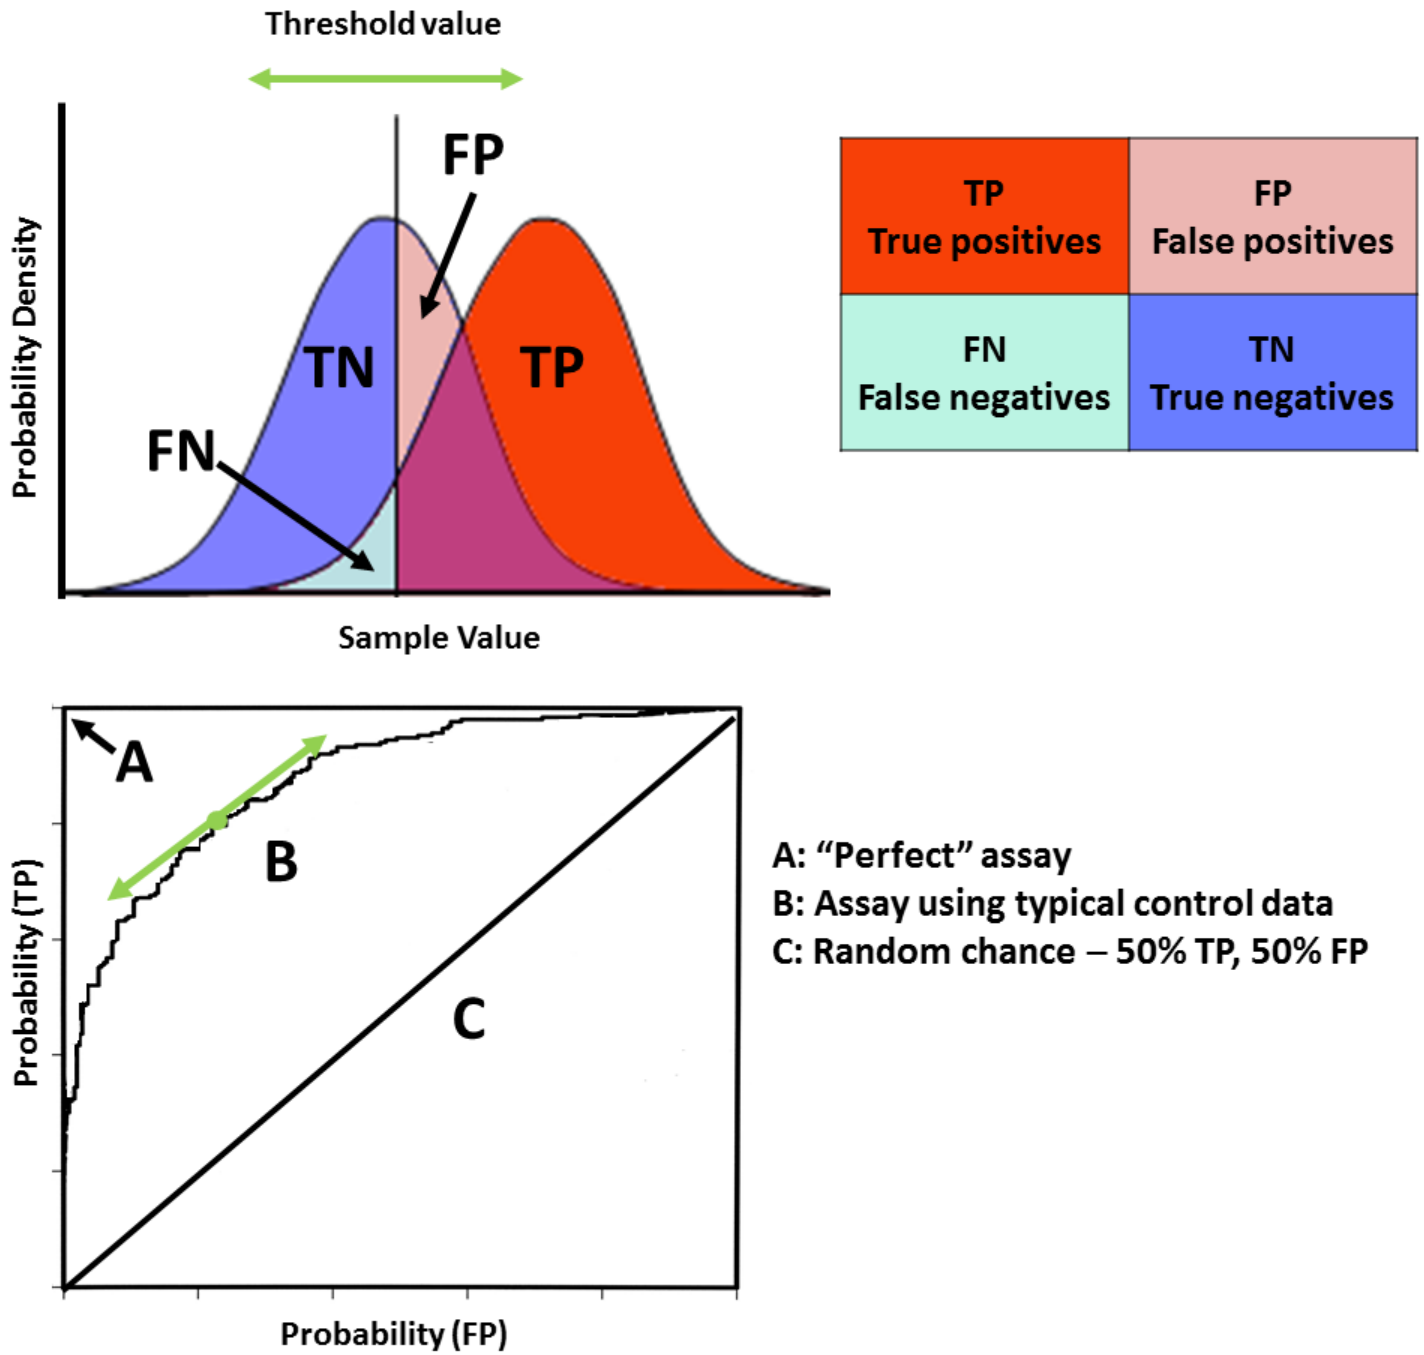 Threshold value
FP
TN
TP
FN
Probability Density
Sample Value
TP
True positives
FP
False positives
FN
False negatives
TN
True negatives
A
B
C
Probability (TP)
Probability (FP)
A: “Perfect” assay
B: Assay using typical control data
C: Random chance – 50% TP, 50% FP